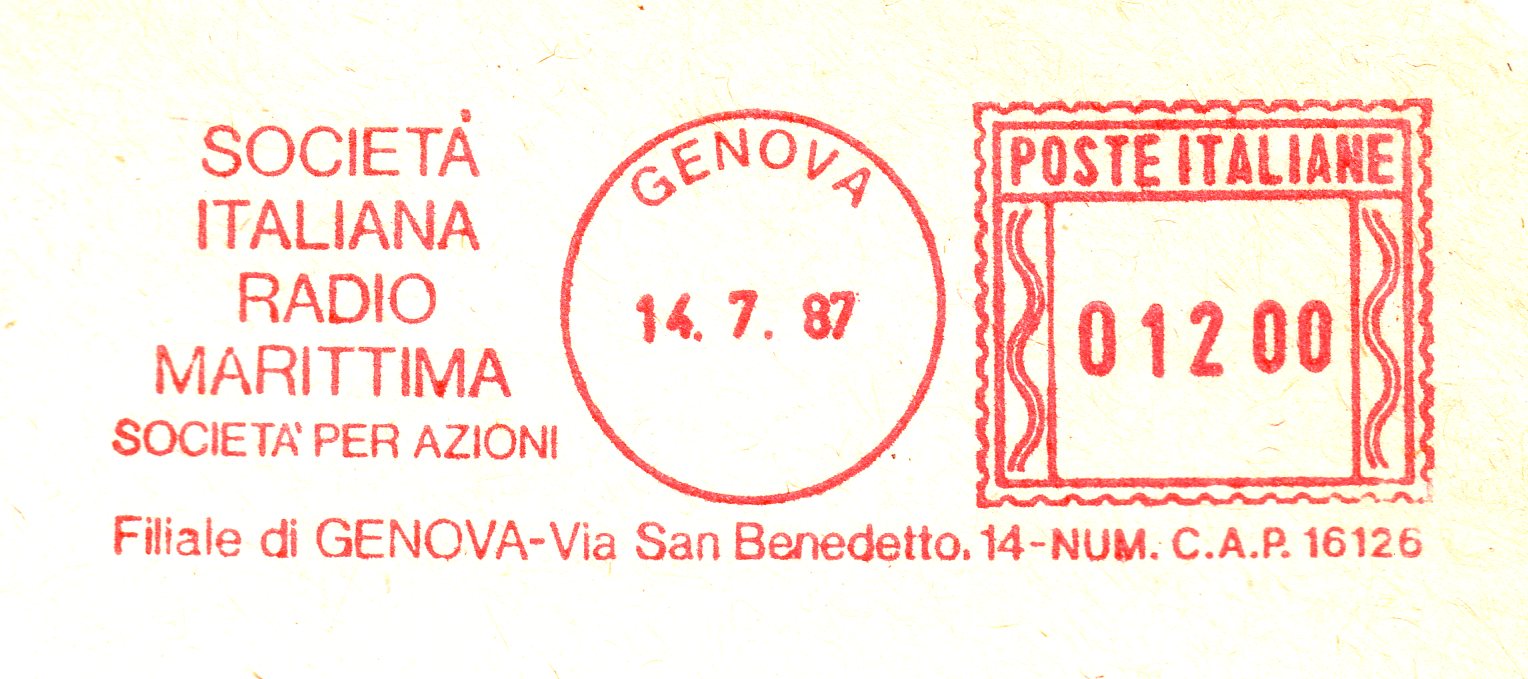 SOCIETÀ
ITALIANA
RADIO
MARITTIMA
SOCIETA' PER AZIONI
GENOVA
14. 7. 87
POSTE ITALIANE
01200
Filiale di GENOVA-Via San Benedetto. 14-NUM. C.A.P. 16126